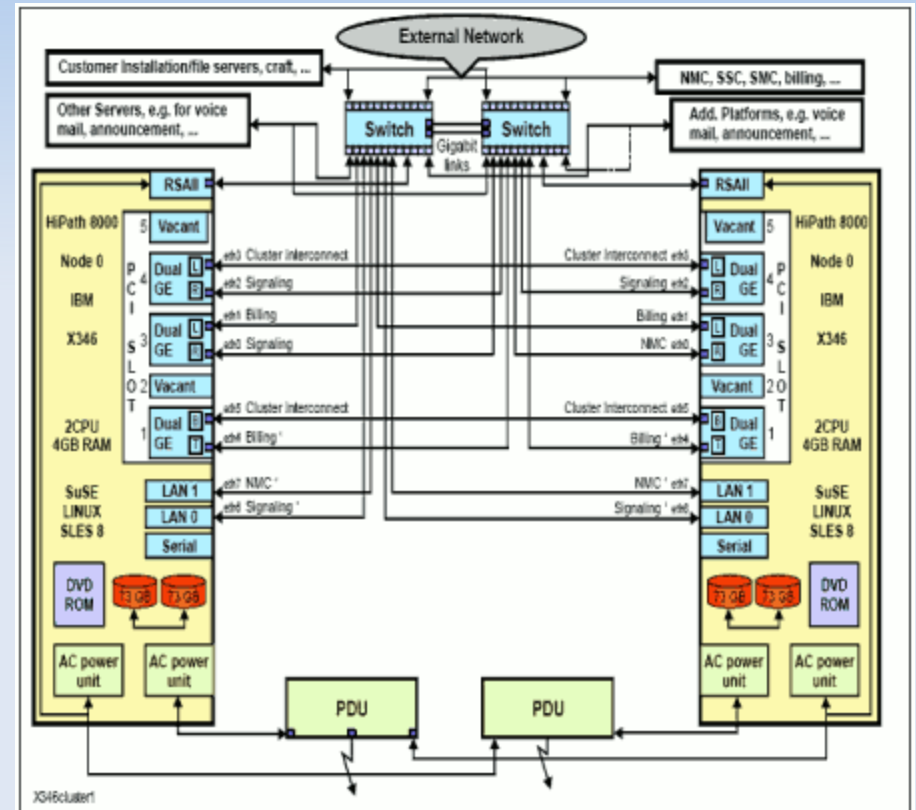 External Network
Customer Installation/file servers, craft, ...
NMC, SSC, SMC, billing, ...
Other Servers, e.g. for voice
mail, announcement, ...
Add. Platforms, e.g. voice
mail, announcement, ...
Switch
Switch
Gigabit
links
RSAII
HiPath 8000
Node 0
IBM
X346
2CPU
4GB RAM
SuSE
LINUX
SLES 8
PCI SLOT
5 Vacant
4 Dual GE L R
3 Dual GE L R
2 Vacant
1 Dual GE B T
LAN 1
LAN 0
Serial
DVD
ROM
73 GB
73 GB
AC power
unit
AC power
unit
eth3 Cluster Interconnect
eth2 Signaling
eth1 Billing
eth0 Signaling
eth5 Cluster Interconnect
eth4 Billing '
eth7 NMC '
eth6 Signaling '
Cluster Interconnect eth3
Signaling eth2
Billing eth1
NMC eth0
Cluster Interconnect eth5
Billing ' eth4
NMC ' eth7
Signaling ' eth6
RSAII
Vacant 5
L R Dual GE 4
L R Dual GE 3
Vacant 2
B T Dual GE 1
PCI SLOT
LAN 1
LAN 0
Serial
HiPath 8000
Node 0
IBM
X346
2CPU
4GB RAM
SuSE
LINUX
SLES 8
73 GB
73 GB
DVD
ROM
AC power
unit
AC power
unit
PDU
PDU
X346cluster1